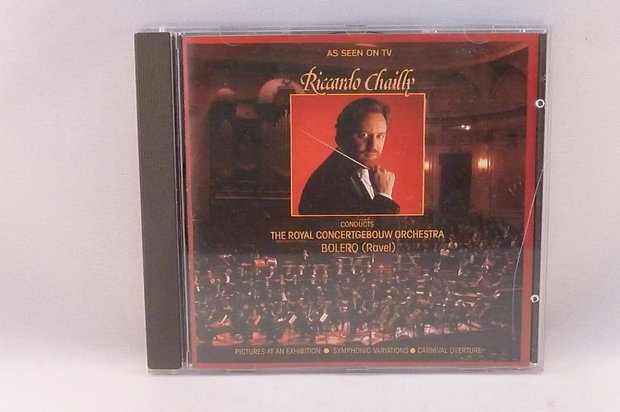 AS SEEN ON TV
Riccardo Chailly
CONDUCTS
THE ROYAL CONCERTGEBOUW ORCHESTRA
BOLERO (Ravel)
PICTURES AT AN EXHIBITION ● SYMPHONIC VARIATIONS ● CARNIVAL OVERTURE